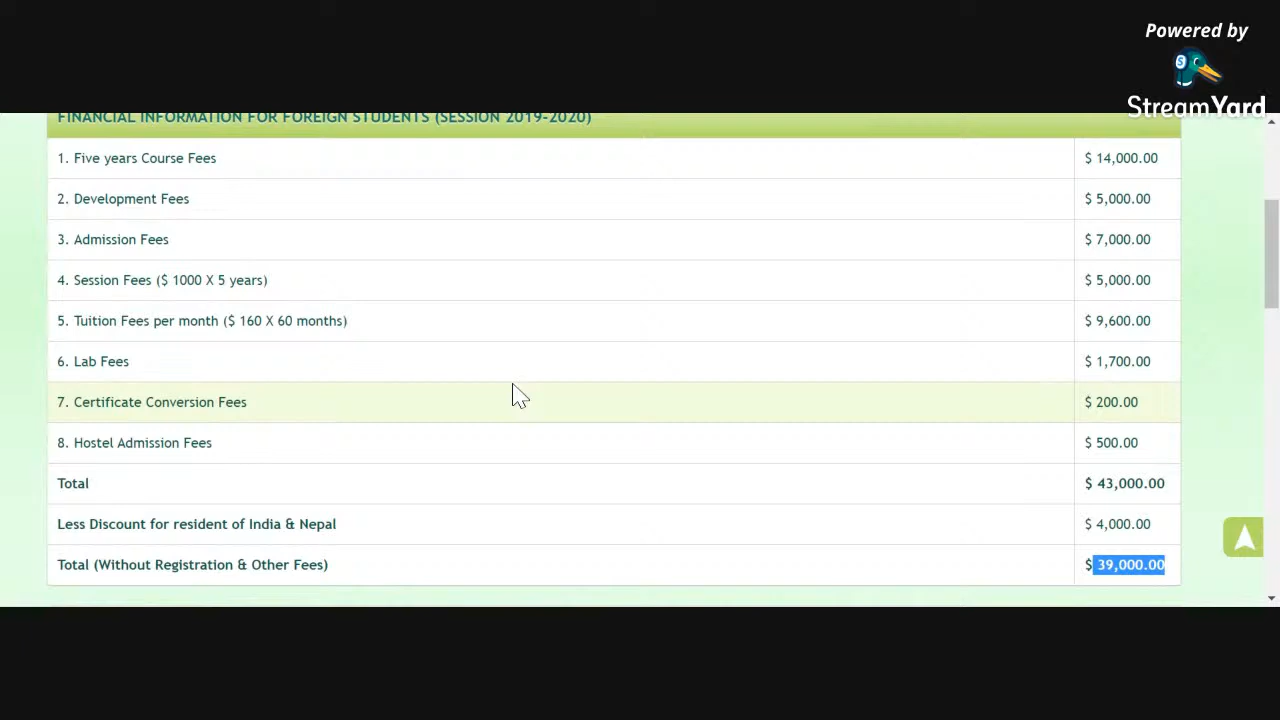 Powered by
StreamYard
FINANCIAL INFORMATION FOR FOREIGN STUDENTS (SESSION 2019-2020)
1. Five years Course Fees $ 14,000.00
2. Development Fees $ 5,000.00
3. Admission Fees $ 7,000.00
4. Session Fees ($ 1000 X 5 years) $ 5,000.00
5. Tuition Fees per month ($ 160 X 60 months) $ 9,600.00
6. Lab Fees $ 1,700.00
7. Certificate Conversion Fees $ 200.00
8. Hostel Admission Fees $ 500.00
Total $ 43,000.00
Less Discount for resident of India & Nepal $ 4,000.00
Total (Without Registration & Other Fees) $ 39,000.00